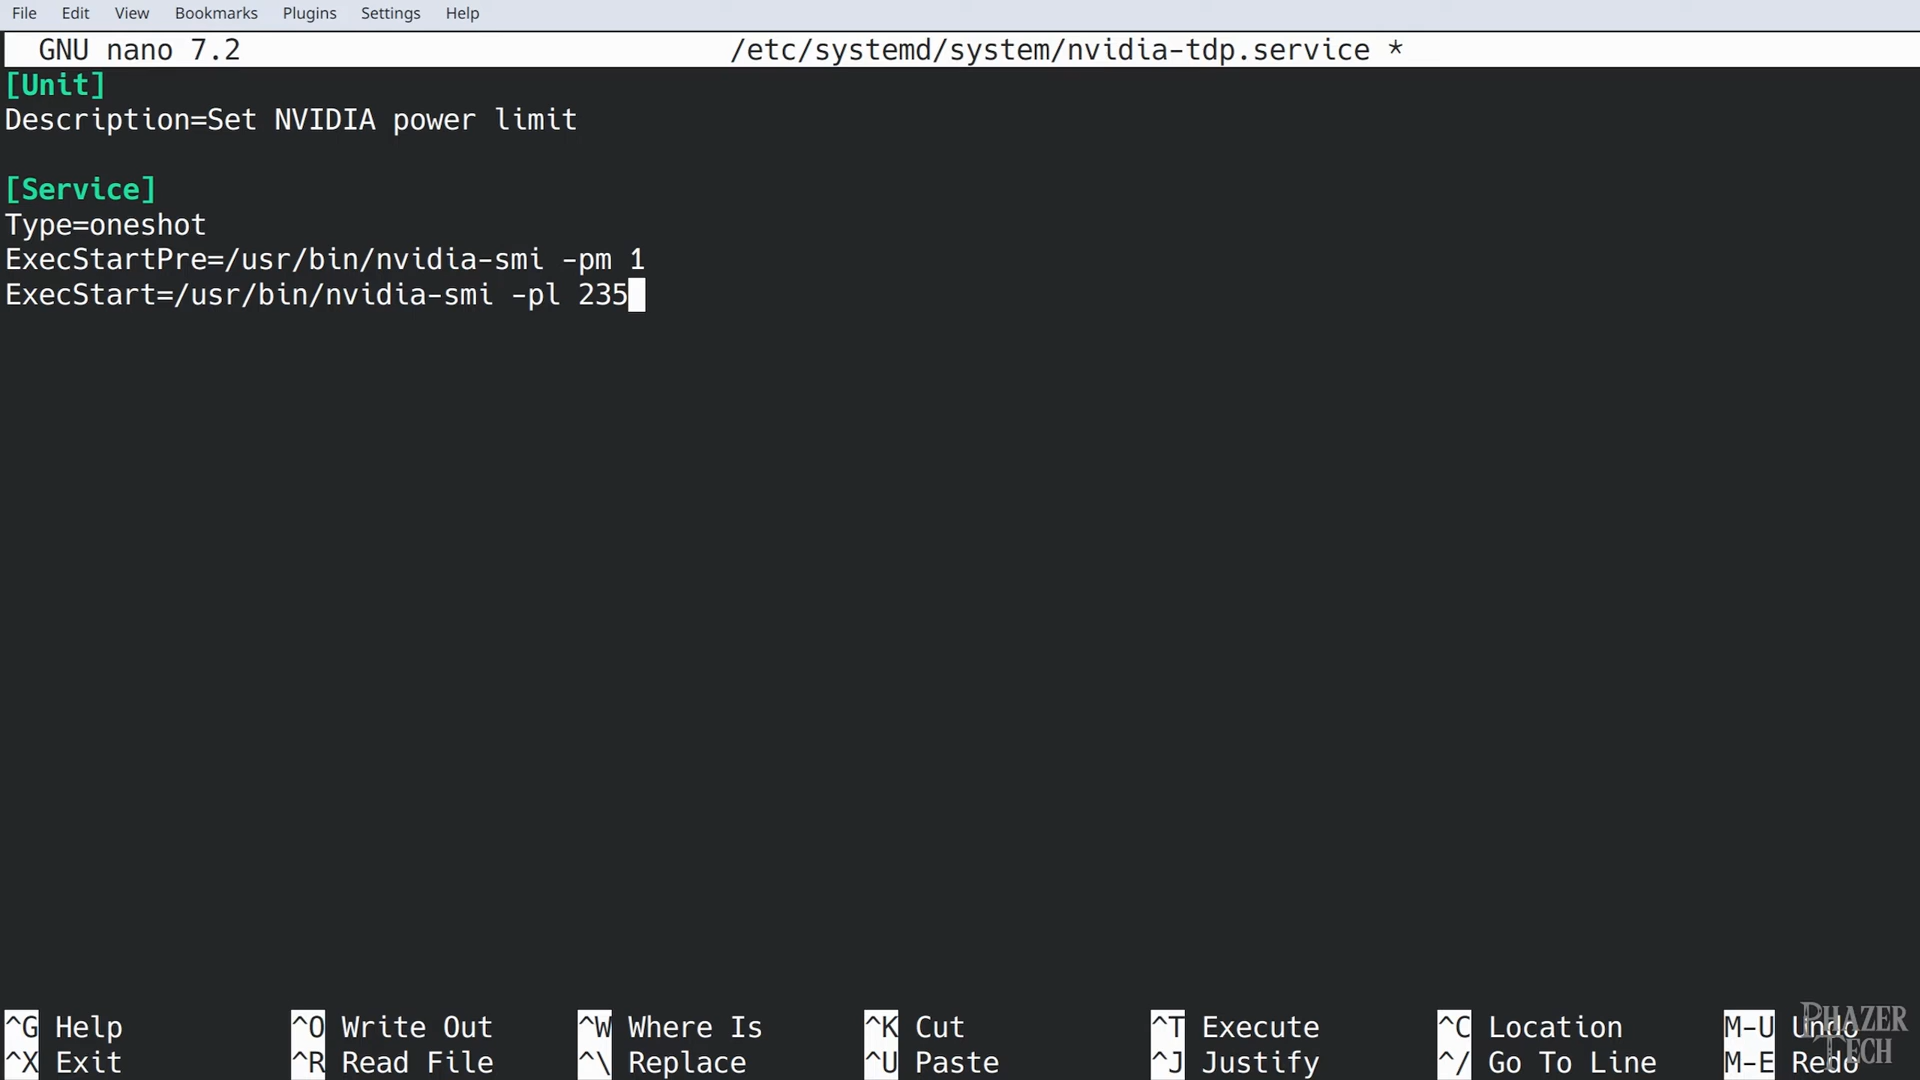 File Edit View Bookmarks Plugins Settings Help
GNU nano 7.2 /etc/systemd/system/nvidia-tdp.service *
[Unit]
Description=Set NVIDIA power limit
[Service]
Type=oneshot
ExecStartPre=/usr/bin/nvidia-smi -pm 1
ExecStart=/usr/bin/nvidia-smi -pl 235
^G Help ^O Write Out ^W Where Is ^K Cut ^T Execute ^C Location M-U Undo
^X Exit ^R Read File ^\ Replace ^U Paste ^J Justify ^/ Go To Line M-E Redo
PHAZER
TECH